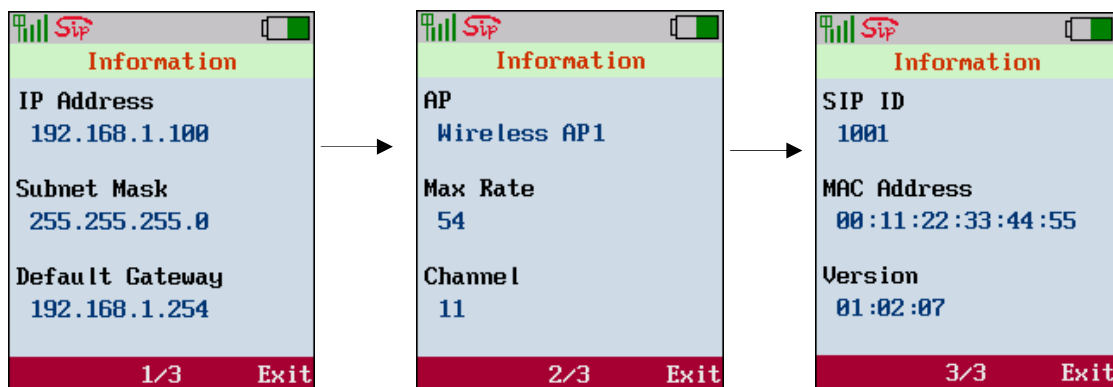 Sip
Information
IP Address
192.168.1.100
Subnet Mask
255.255.255.0
Default Gateway
192.168.1.254
1/3 Exit
Sip
Information
AP
Wireless AP1
Max Rate
54
Channel
11
2/3 Exit
Sip
Information
SIP ID
1001
MAC Address
00:11:22:33:44:55
Version
01:02:07
3/3 Exit